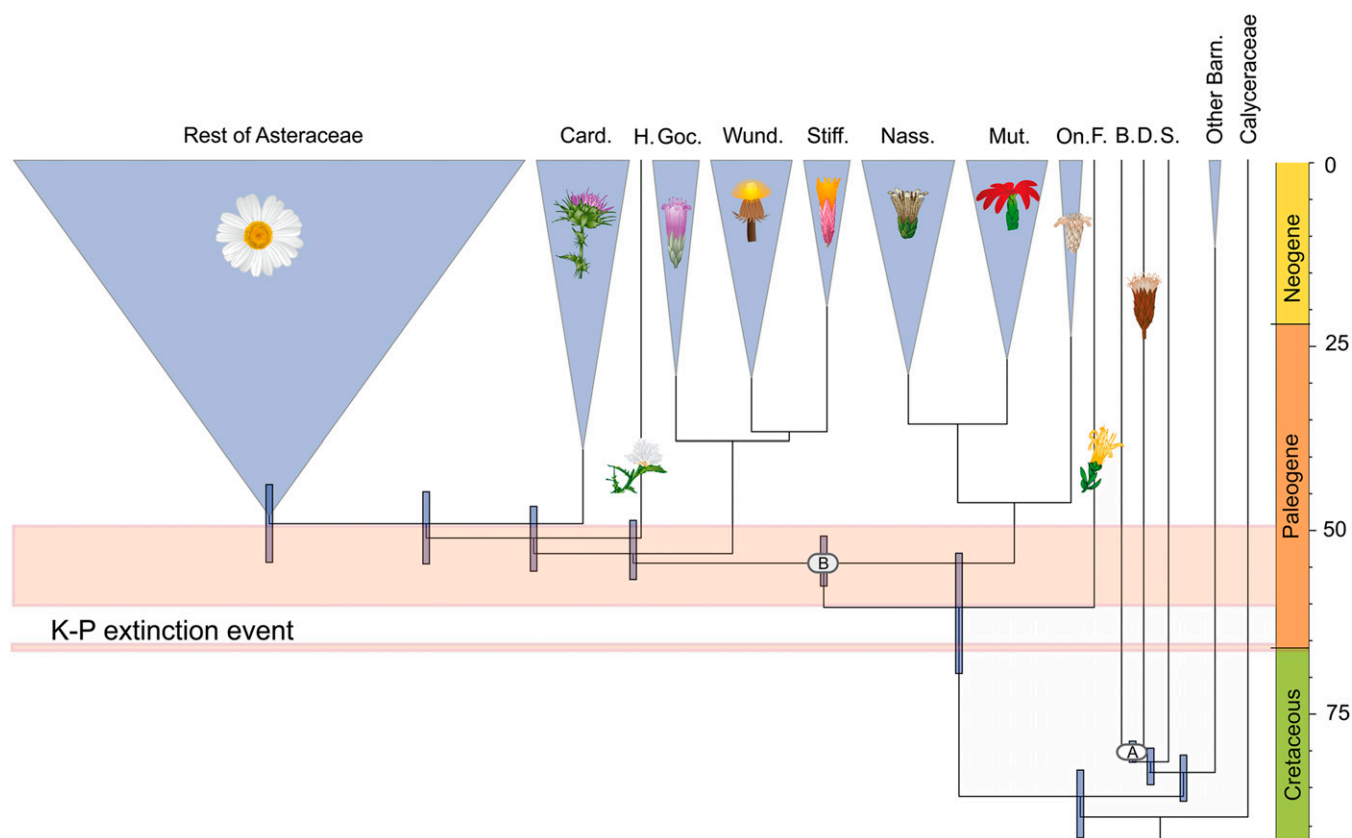 Rest of Asteraceae
Card.
H.
Goc.
Wund.
Stiff.
Nass.
Mut.
On.
F.
B.
D.
S.
Other Barn.
Calyceraceae
0
Neogene
25
Paleogene
50
B
K-P extinction event
75
A
Cretaceous